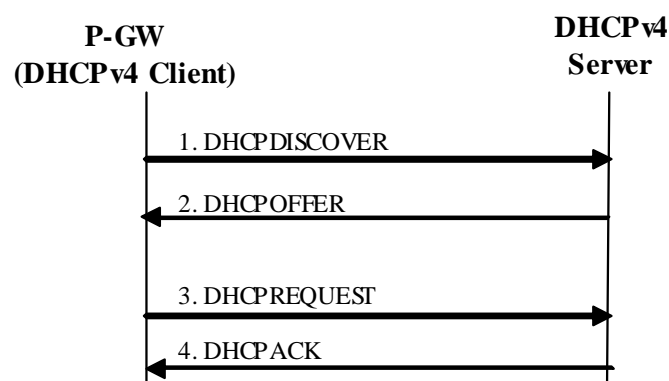 P-GW
(DHCPv4 Client)
DHCPv4
Server
1. DHCPDISCOVER
2. DHCPOFFER
3. DHCPREQUEST
4. DHCPACK